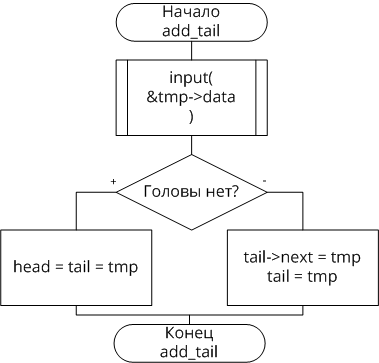 Начало
add_tail
input(
&tmp->data
)
Головы нет?
+
-
head = tail = tmp
tail->next = tmp
tail = tmp
Конец
add_tail